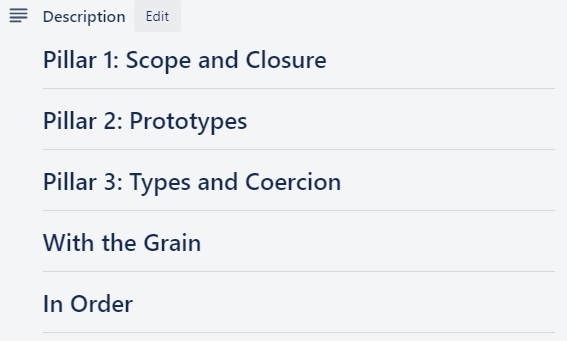 Description Edit
Pillar 1: Scope and Closure
Pillar 2: Prototypes
Pillar 3: Types and Coercion
With the Grain
In Order